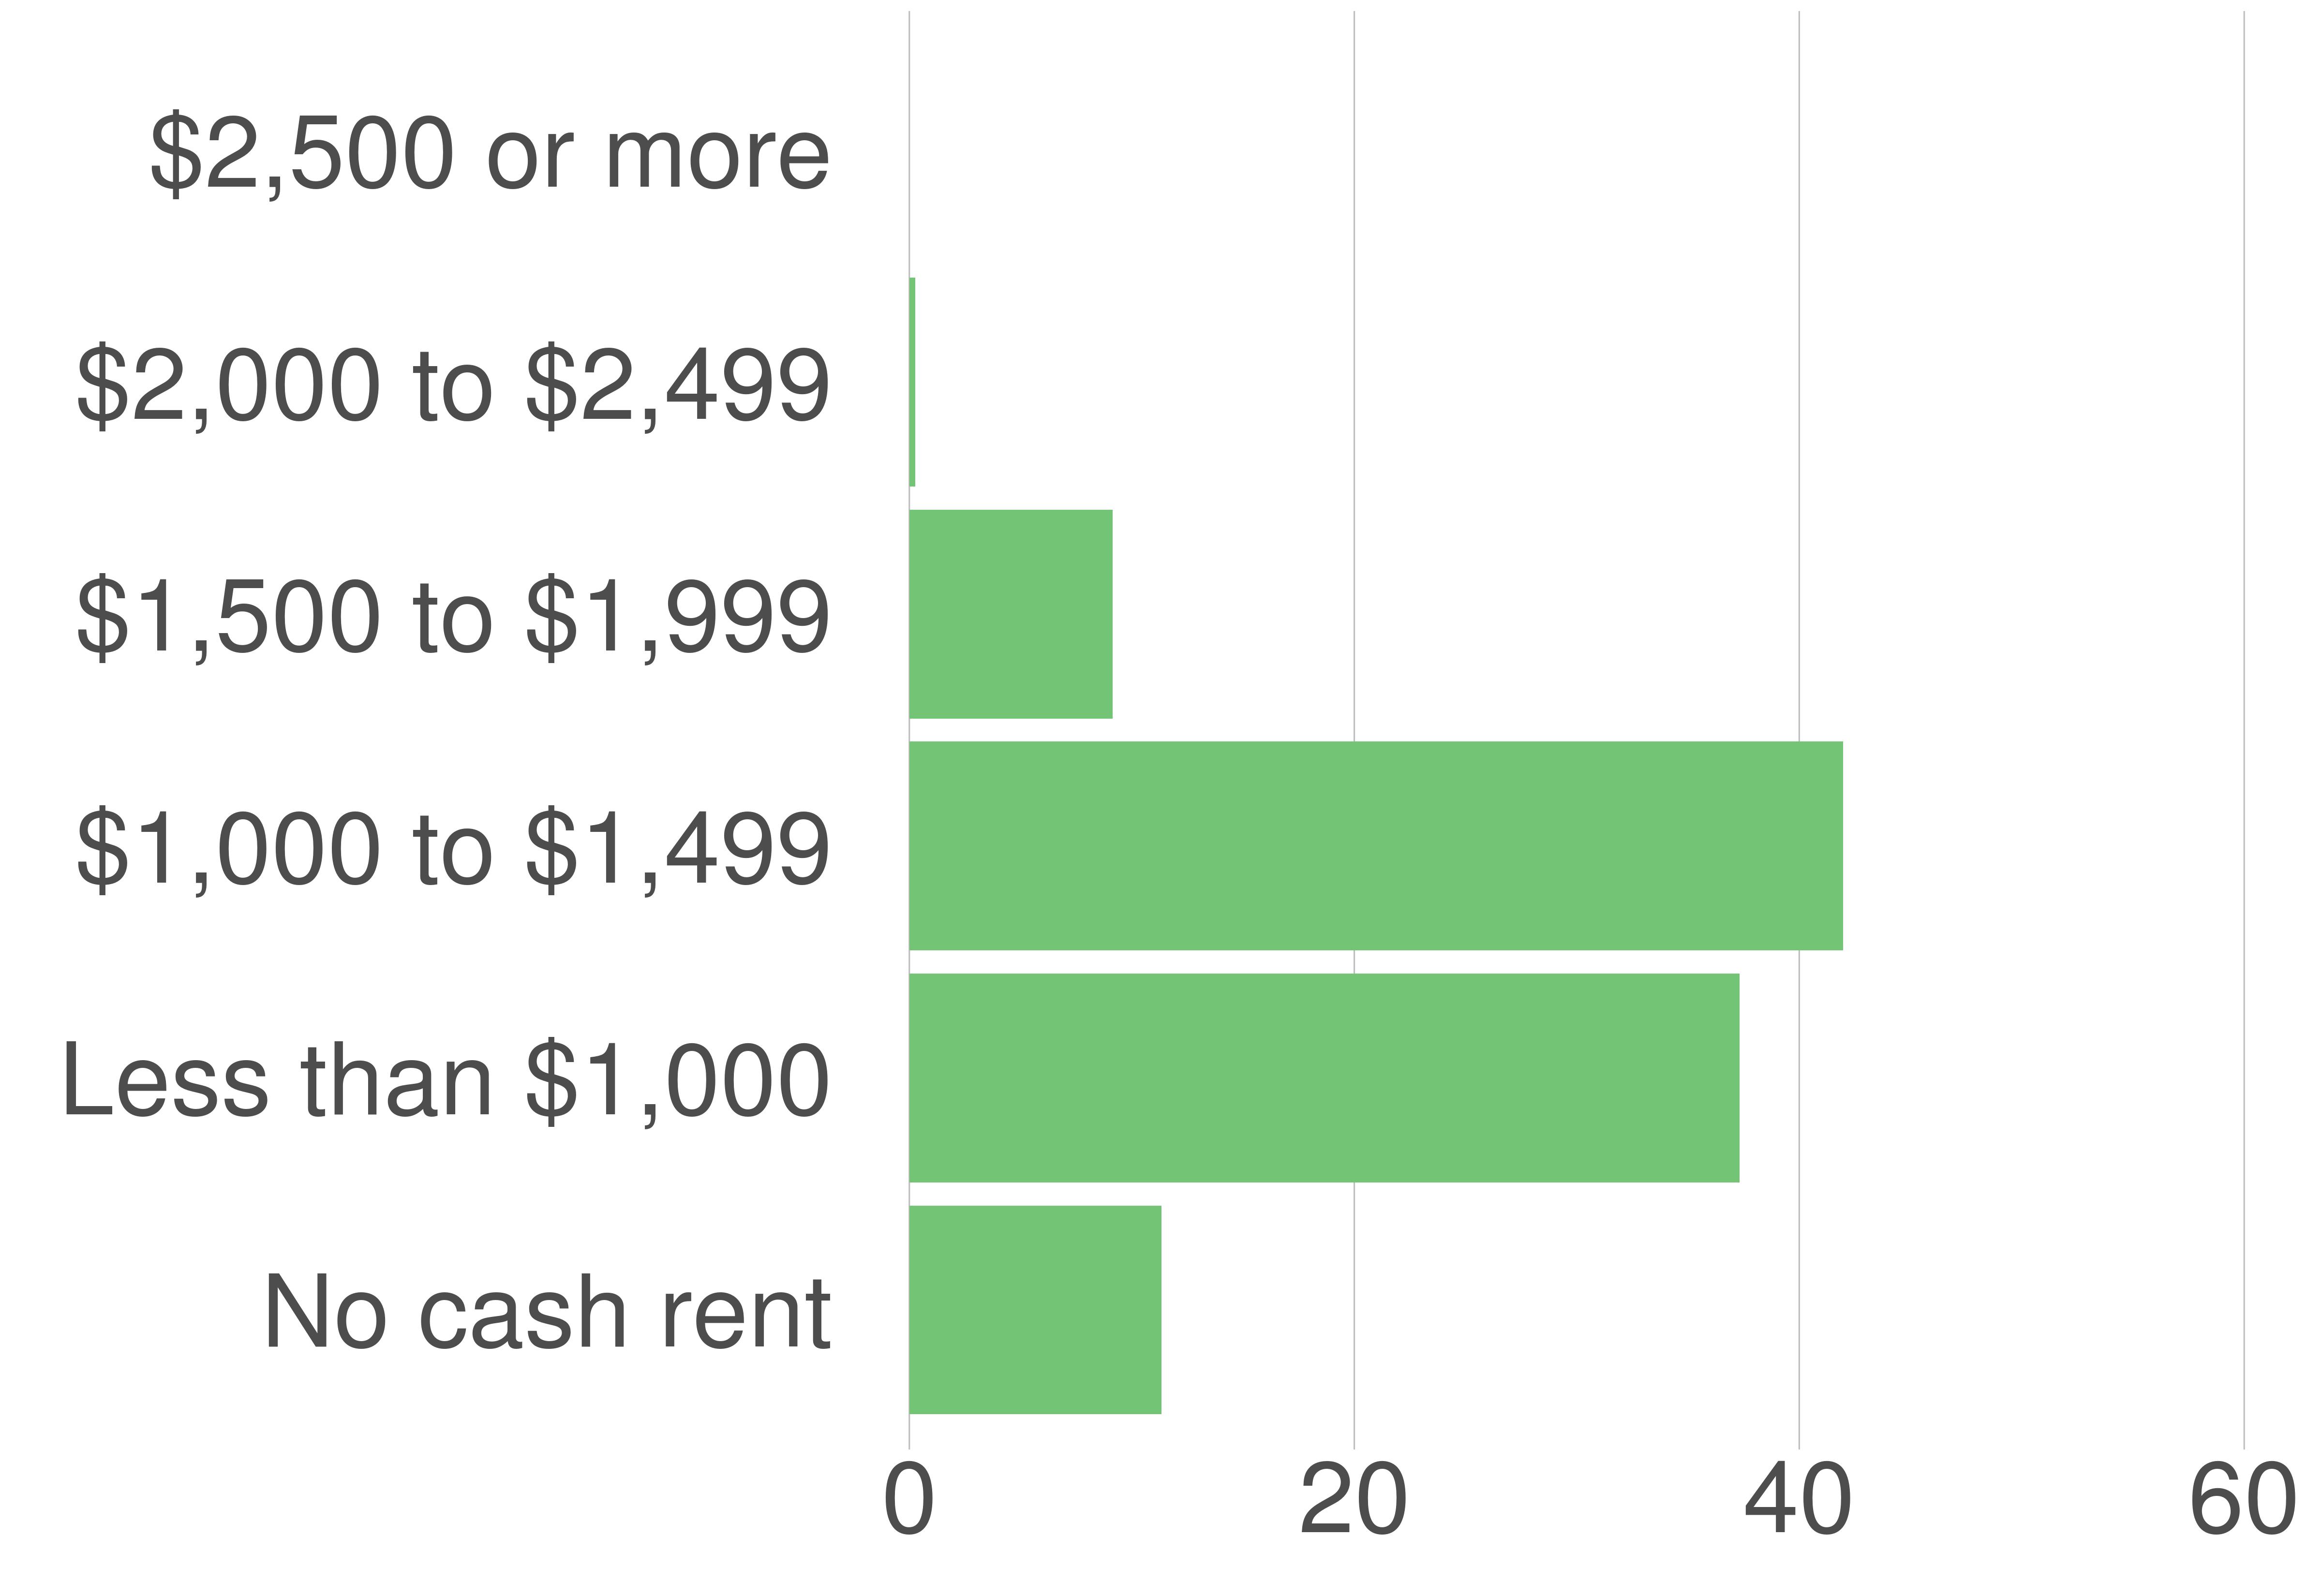 $2,500 or more
$2,000 to $2,499
$1,500 to $1,999
$1,000 to $1,499
Less than $1,000
No cash rent
0 20 40 60